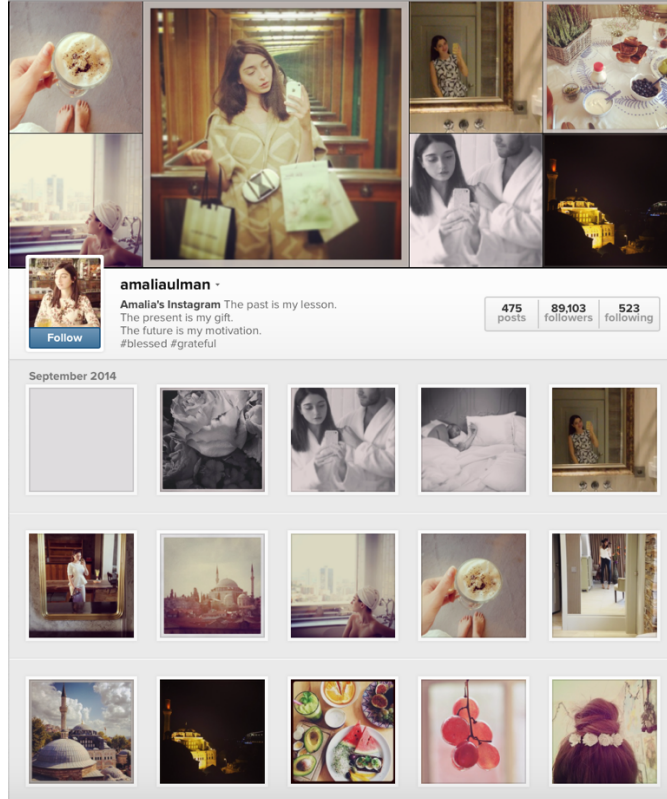 amaliaulman
Amalia's Instagram The past is my lesson.
The present is my gift.
The future is my motivation.
#blessed #grateful
Follow
475 posts
89,103 followers
523 following
September 2014